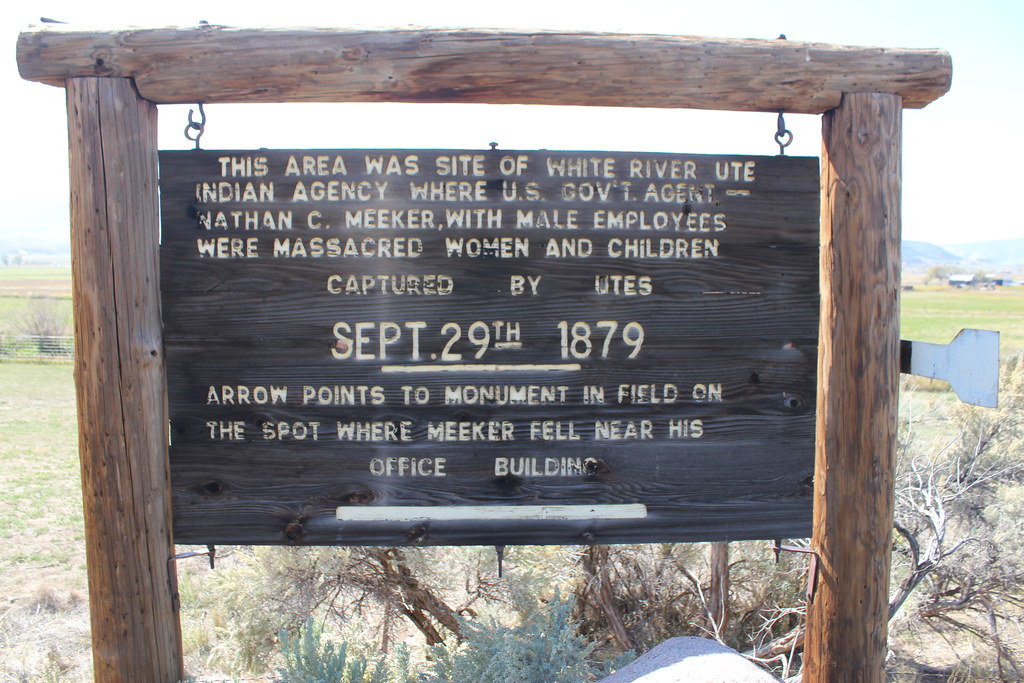 THIS AREA WAS SITE OF WHITE RIVER UTE
INDIAN AGENCY WHERE U.S. GOV'T. AGENT. —
NATHAN C. MEEKER, WITH MALE EMPLOYEES
WERE MASSACRED WOMEN AND CHILDREN
CAPTURED BY UTES
SEPT. 29TH 1879
ARROW POINTS TO MONUMENT IN FIELD ON
THE SPOT WHERE MEEKER FELL NEAR HIS
OFFICE BUILDING